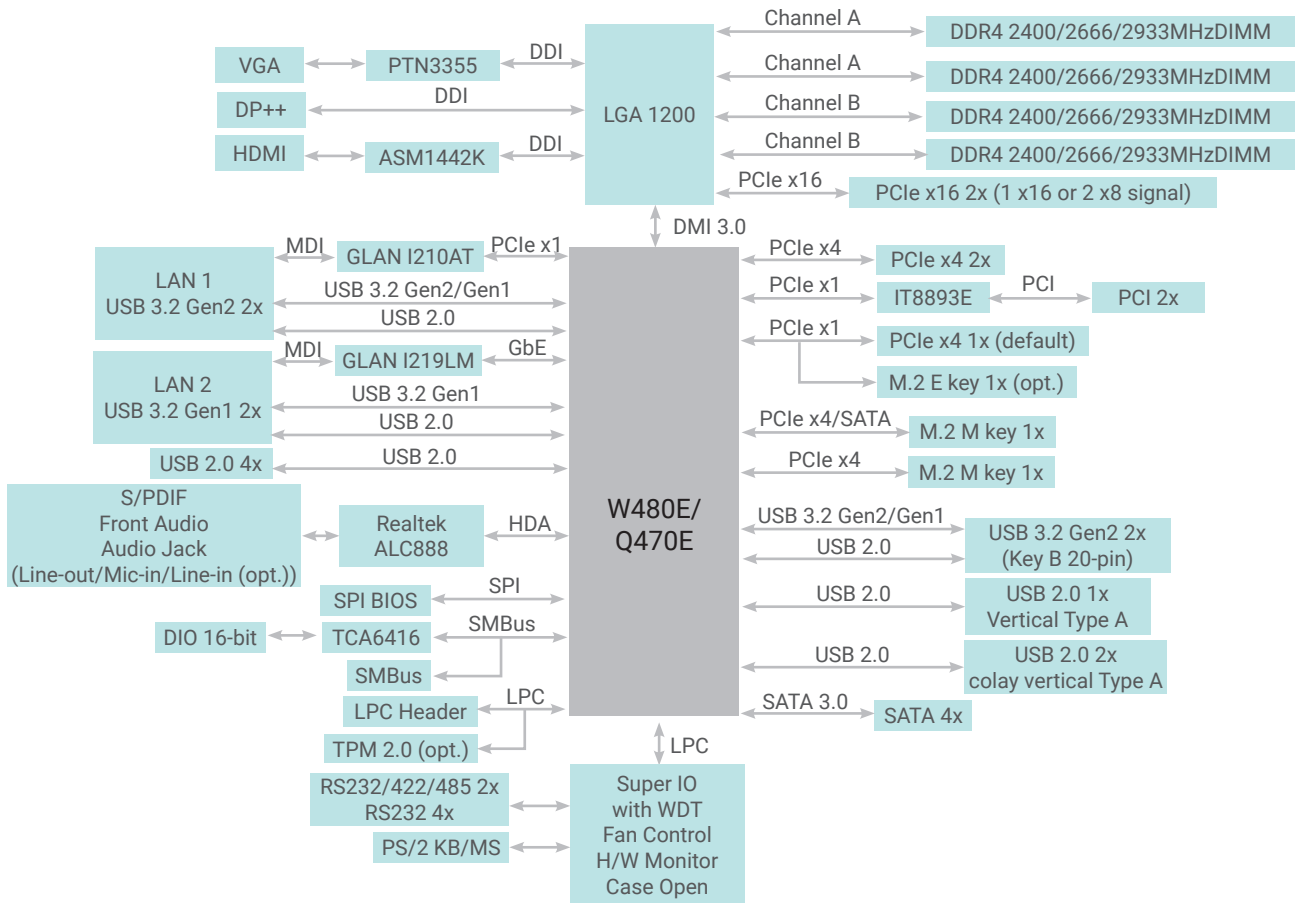 Channel A
DDR4 2400/2666/2933MHzDIMM
VGA
PTN3355
DDI
Channel A
DDR4 2400/2666/2933MHzDIMM
DP++
DDI
LGA 1200
Channel B
DDR4 2400/2666/2933MHzDIMM
HDMI
ASM1442K
DDI
Channel B
DDR4 2400/2666/2933MHzDIMM
PCIe x16
PCIe x16 2x (1 x16 or 2 x8 signal)
DMI 3.0
LAN 1
USB 3.2 Gen2 2x
MDI
GLAN I210AT
PCIe x1
USB 3.2 Gen2/Gen1
USB 2.0
LAN 2
USB 3.2 Gen1 2x
MDI
GLAN I219LM
GbE
USB 3.2 Gen1
USB 2.0
USB 2.0 4x
USB 2.0
S/PDIF
Front Audio
Audio Jack
(Line-out/Mic-in/Line-in (opt.))
Realtek
ALC888
HDA
SPI BIOS
SPI
DIO 16-bit
TCA6416
SMBus
SMBus
LPC Header
LPC
TPM 2.0 (opt.)
W480E/
Q470E
PCIe x4
PCIe x4 2x
PCIe x1
IT8893E
PCI
PCI 2x
PCIe x1
PCIe x4 1x (default)
M.2 E key 1x (opt.)
PCIe x4/SATA
M.2 M key 1x
PCIe x4
M.2 M key 1x
USB 3.2 Gen2/Gen1
USB 2.0
USB 3.2 Gen2 2x
(Key B 20-pin)
USB 2.0
USB 2.0 1x
Vertical Type A
USB 2.0
USB 2.0 2x
colay vertical Type A
SATA 3.0
SATA 4x
LPC
RS232/422/485 2x
RS232 4x
PS/2 KB/MS
Super IO
with WDT
Fan Control
H/W Monitor
Case Open